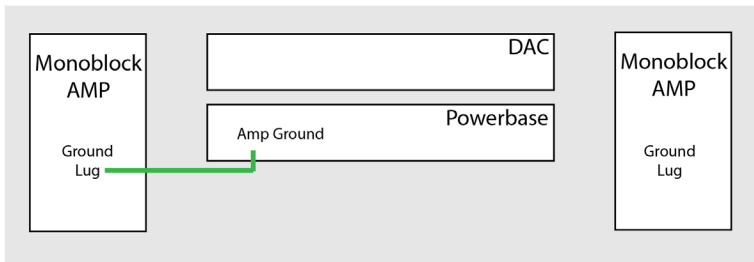 Monoblock
AMP
Ground
Lug
DAC
Powerbase
Amp Ground
Monoblock
AMP
Ground
Lug